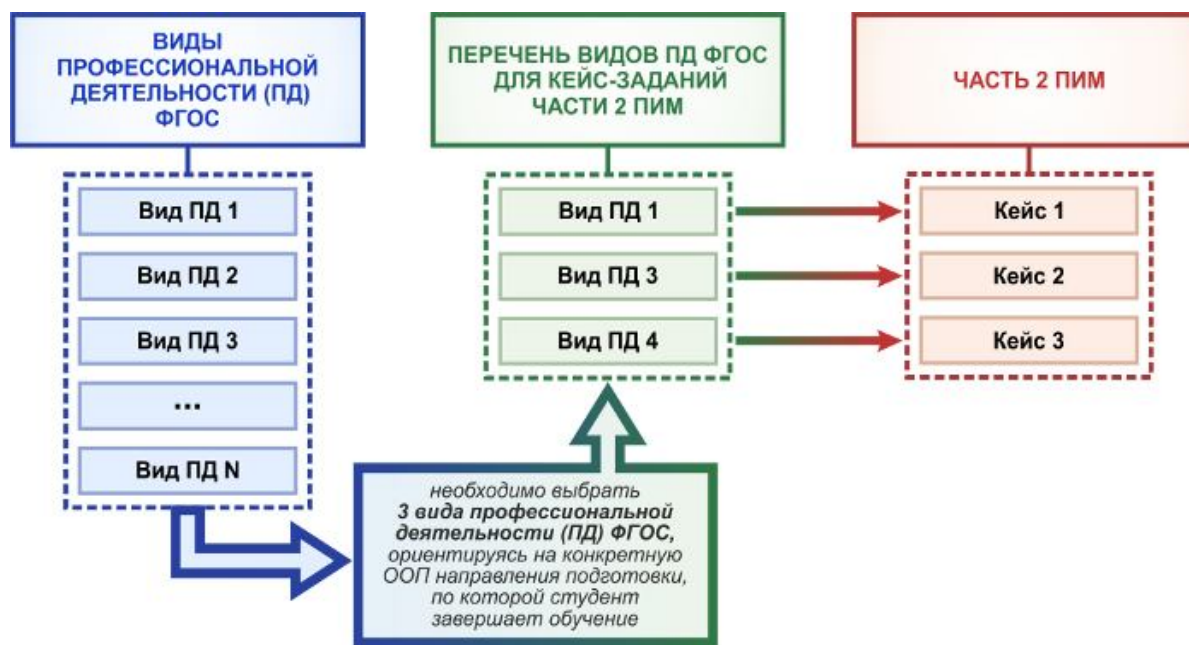 ВИДЫ
ПРОФЕССИОНАЛЬНОЙ
ДЕЯТЕЛЬНОСТИ (ПД)
ФГОС
Вид ПД 1
Вид ПД 2
Вид ПД 3
...
Вид ПД N
необходимо выбрать
3 вида профессиональной
деятельности (ПД) ФГОС,
ориентируясь на конкретную
ООП направления подготовки,
по которой студент
завершает обучение
ПЕРЕЧЕНЬ ВИДОВ ПД ФГОС
ДЛЯ КЕЙС-ЗАДАНИЙ
ЧАСТИ 2 ПИМ
Вид ПД 1
Вид ПД 3
Вид ПД 4
ЧАСТЬ 2 ПИМ
Кейс 1
Кейс 2
Кейс 3